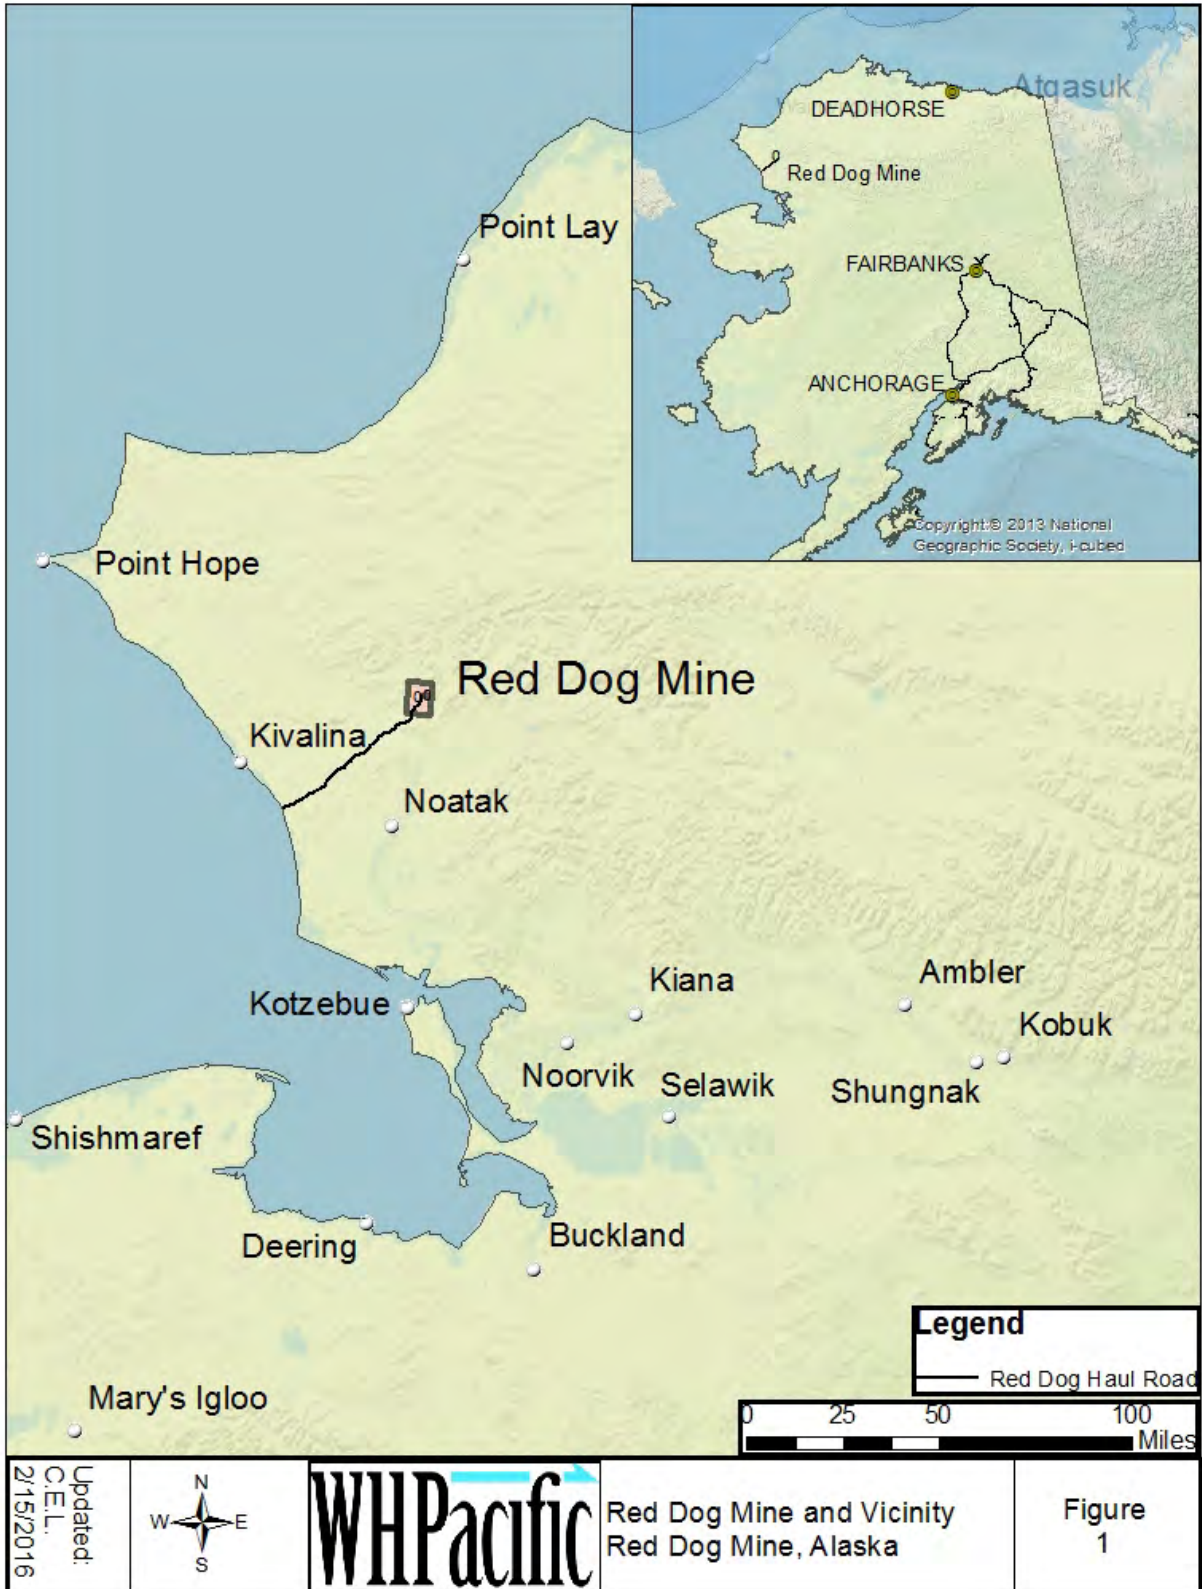 Atqasuk
DEADHORSE
Red Dog Mine
FAIRBANKS
ANCHORAGE
Copyright:© 2013 National
Geographic Society, i-cubed
Point Lay
Point Hope
Red Dog Mine
Kivalina
Noatak
Kotzebue
Kiana
Ambler
Kobuk
Noorvik
Selawik
Shungnak
Shishmaref
Deering
Buckland
Mary's Igloo
Legend
Red Dog Haul Road
0 25 50 100
Miles
Updated:
C.E.L.
2/15/2016
N
W E
S
WHPacific
Red Dog Mine and Vicinity
Red Dog Mine, Alaska
Figure
1